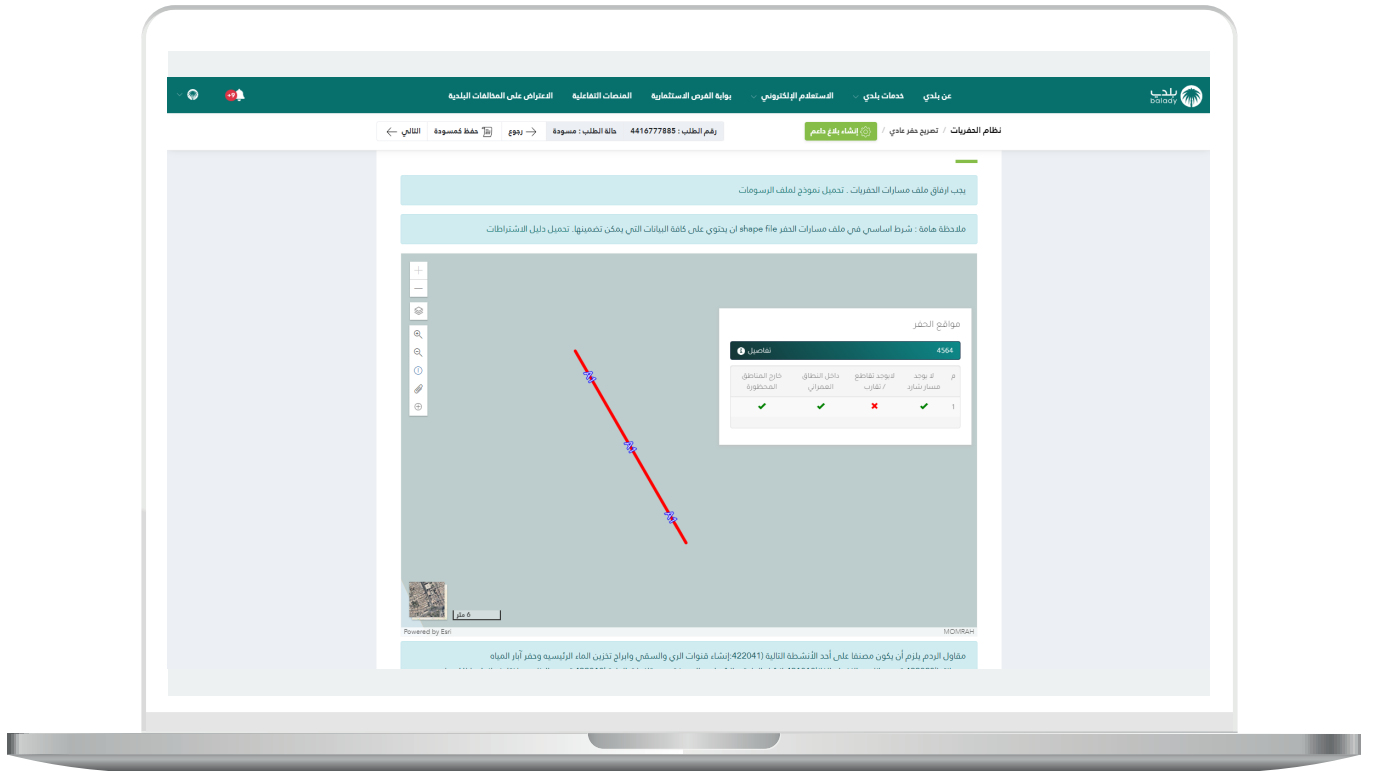 بلدي
balady
عن بلدي
خدمات بلدي
الاستعلام الإلكتروني
بوابة الفرص الاستثمارية
المنصات التفاعلية
الاعتراض على المخالفات البلدية
+9
نظام الحفريات / تصريح حفر عادي / إنشاء بلاغ داعم
رقم الطلب : 4416777885
حالة الطلب : مسودة
رجوع
حفظ كمسودة
التالي
يجب ارفاق ملف مسارات الحفريات . تحميل نموذج لملف الرسومات
ملاحظة هامة : شرط اساسي في ملف مسارات الحفر shape file ان يحتوي على كافة البيانات التي يمكن تضمينها. تحميل دليل الاشتراطات
مواقع الحفر
4564 تفاصيل
م
لا يوجد مسار شارد
لايوجد تقاطع / تقارب
داخل النطاق العمراني
خارج المناطق المحظورة
1
6 متر
Powered by Esri
MOMRAH
مقاول الردم يلزم أن يكون مصنفا على أحد الأنشطة التالية (422041:إنشاء قنوات الري والسقي وابراج تخزين الماء الرئيسيه وحفر آبار المياه